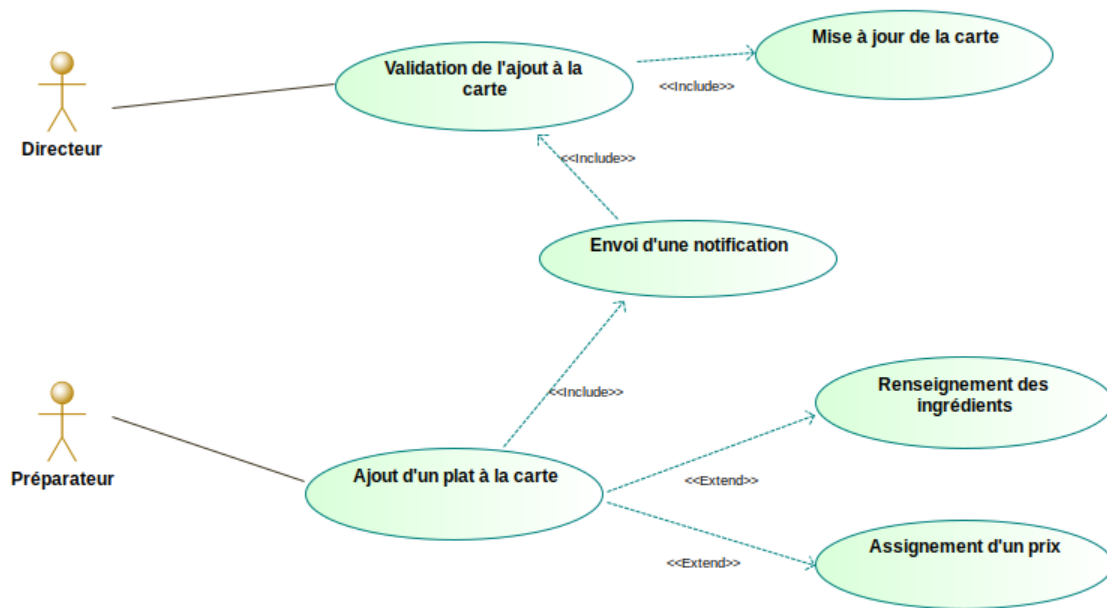 Mise à jour de la carte
Validation de l'ajout à la
carte
<<Include>>
Directeur
<<Include>>
Envoi d'une notification
Renseignement des
ingrédients
<<Include>>
Préparateur
Ajout d'un plat à la carte
<<Extend>>
Assignement d'un prix
<<Extend>>